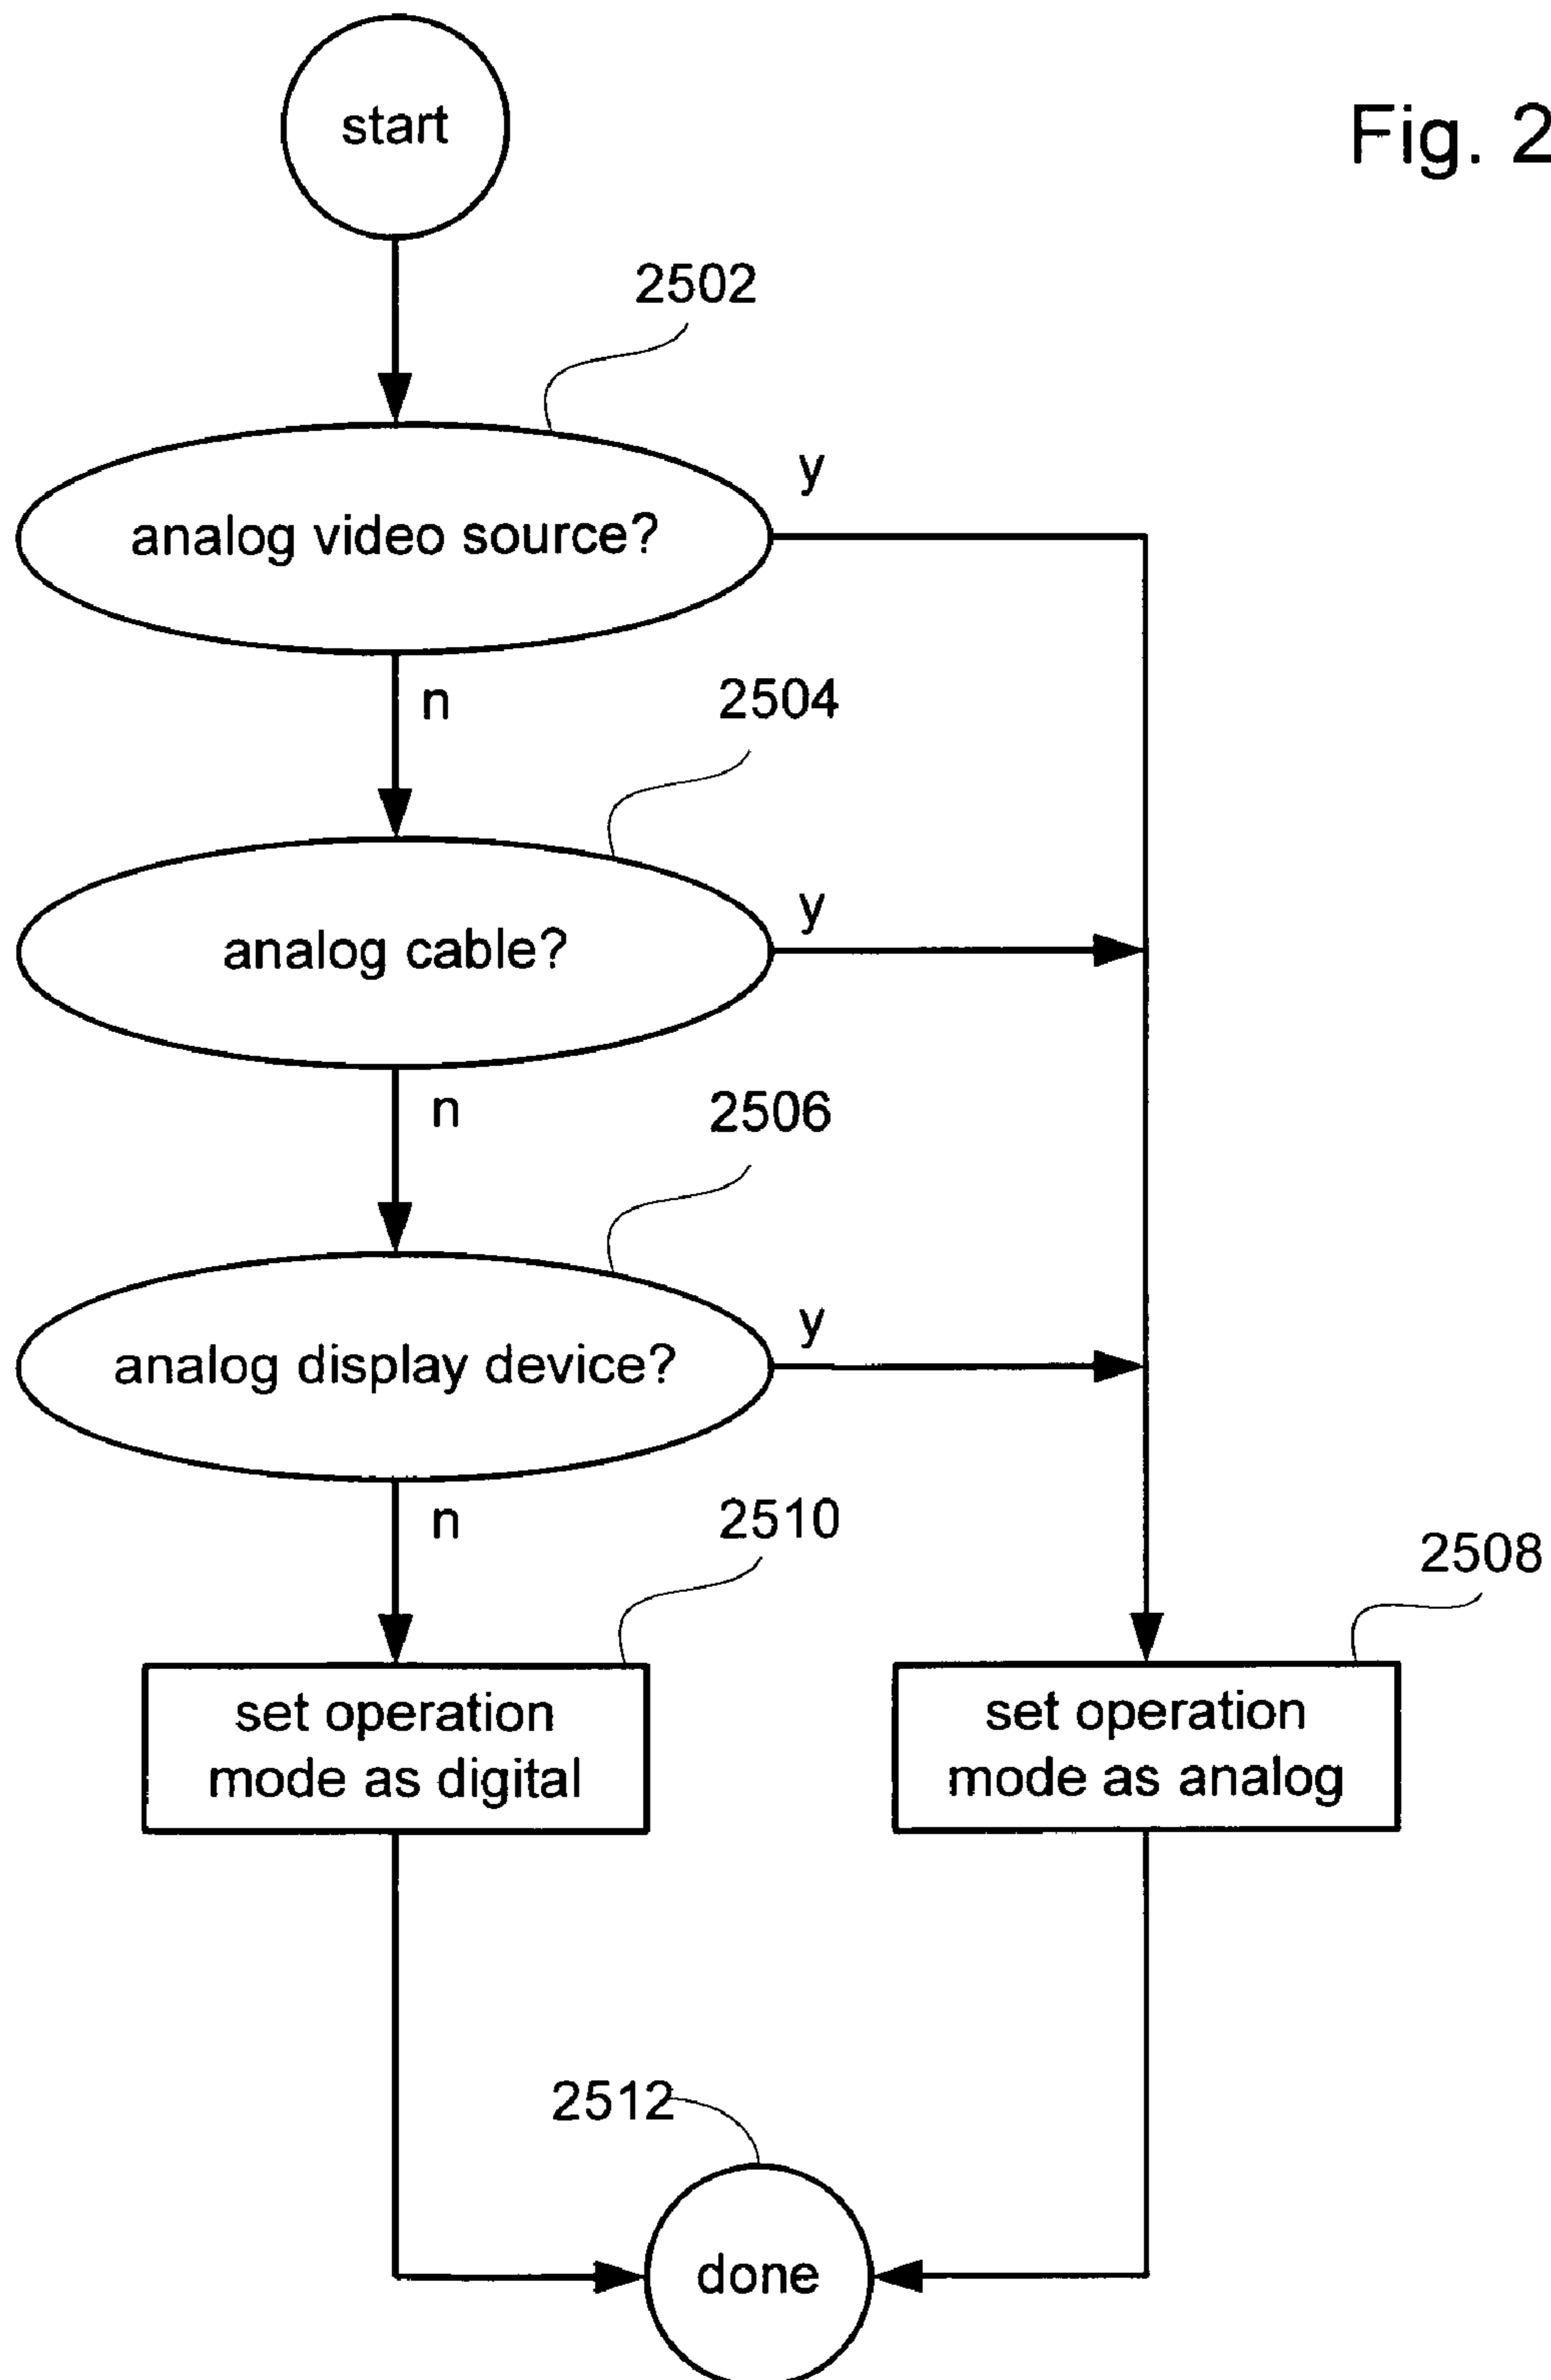 start
Fig. 2
2502
analog video source?
y
n
2504
analog cable?
y
n
2506
analog display device?
y
n
2510
2508
set operation
mode as digital
set operation
mode as analog
2512
done